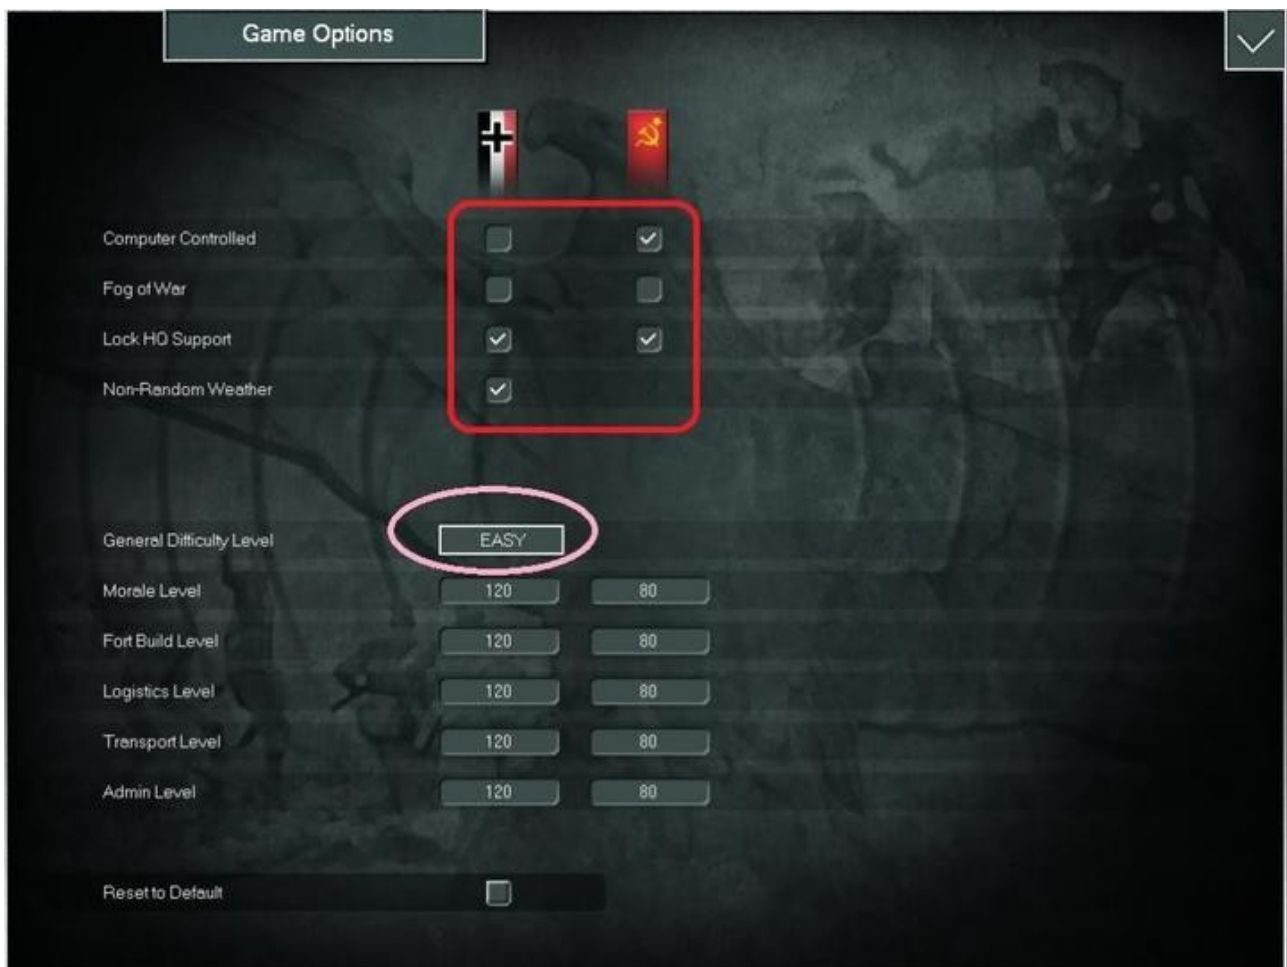 Game Options
Computer Controlled
Fog of War
Lock HQ Support
Non-Random Weather
General Difficulty Level EASY
Morale Level 120 80
Fort Build Level 120 80
Logistics Level 120 80
Transport Level 120 80
Admin Level 120 80
Reset to Default